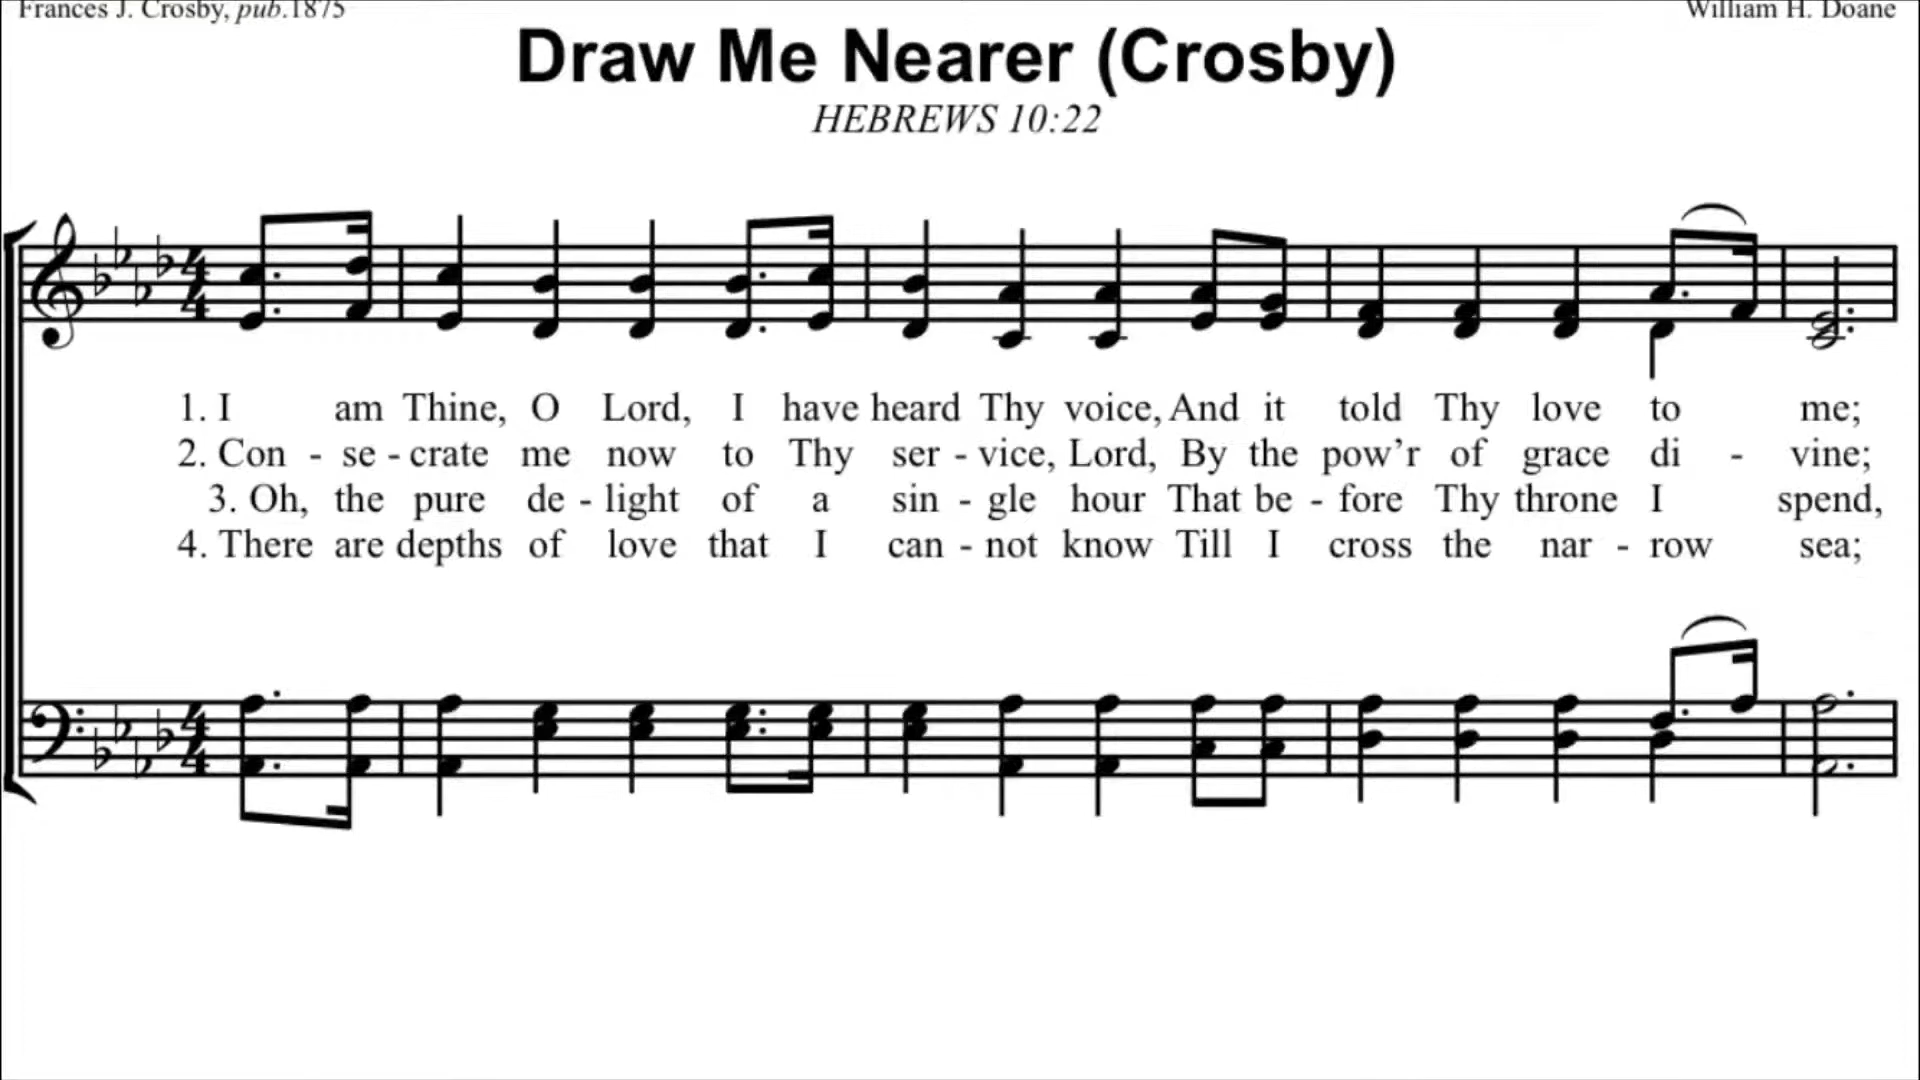 Frances J. Crosby, pub.1875 William H. Doane
Draw Me Nearer (Crosby)
HEBREWS 10:22
4
4
1. I am Thine, O Lord, I have heard Thy voice, And it told Thy love to me;
2. Con - se - crate me now to Thy ser - vice, Lord, By the pow’r of grace di - vine;
3. Oh, the pure de - light of a sin - gle hour That be - fore Thy throne I spend,
4. There are depths of love that I can - not know Till I cross the nar - row sea;
4
4